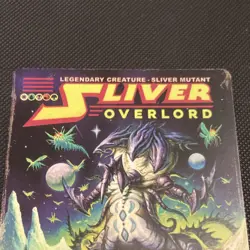 LEGENDARY CREATURE - SLIVER MUTANT
SLIVER
OVERLORD